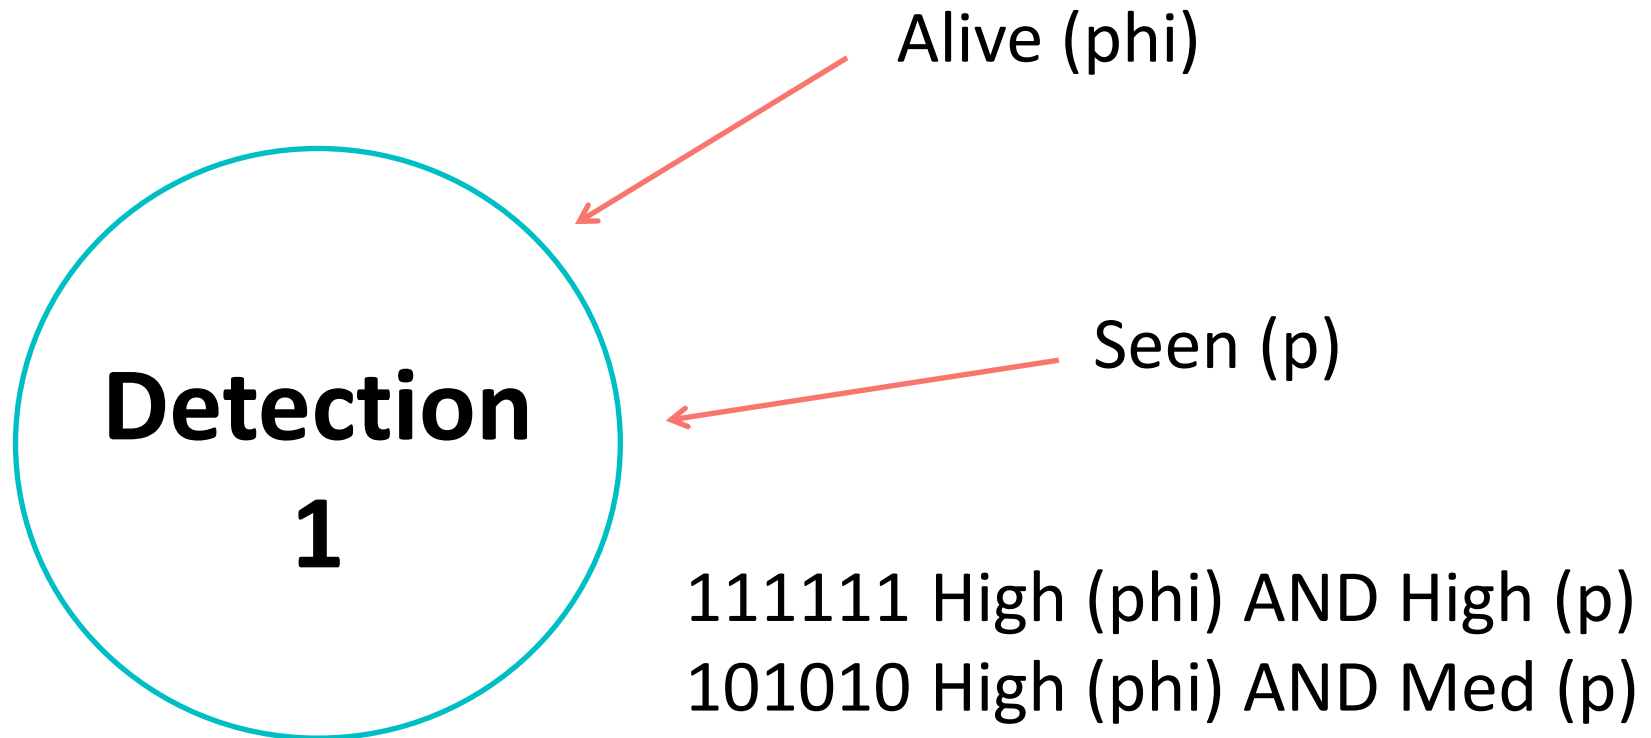 Alive (phi)
Seen (p)
Detection
1
111111 High (phi) AND High (p)
101010 High (phi) AND Med (p)